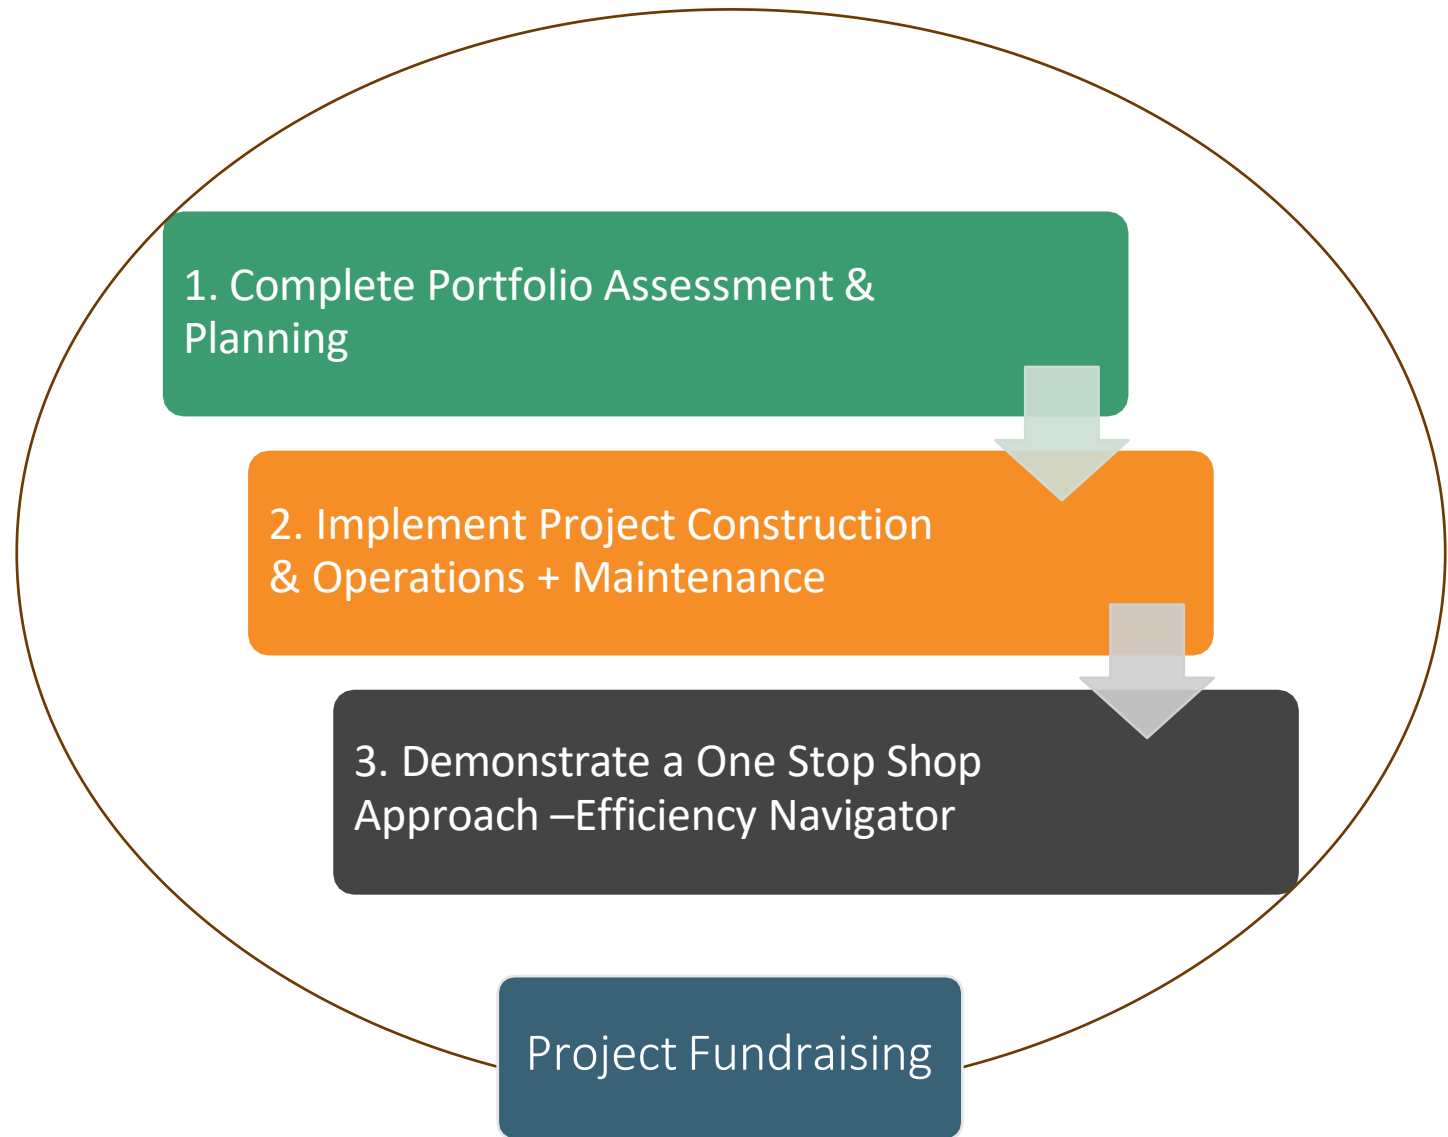 1. Complete Portfolio Assessment &
Planning
2. Implement Project Construction
& Operations + Maintenance
3. Demonstrate a One Stop Shop
Approach –Efficiency Navigator
Project Fundraising